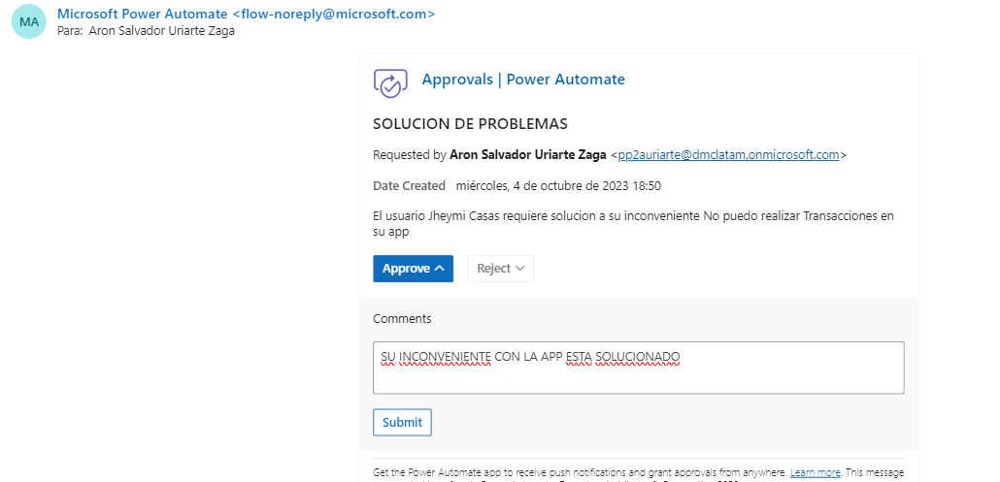 MA
Microsoft Power Automate <flow-noreply@microsoft.com>
Para: Aron Salvador Uriarte Zaga
Approvals | Power Automate
SOLUCION DE PROBLEMAS
Requested by Aron Salvador Uriarte Zaga <pp2auriarte@dmclatam.onmicrosoft.com>
Date Created miércoles, 4 de octubre de 2023 18:50
El usuario Jheymi Casas requiere solucion a su inconveniente No puedo realizar Transacciones en
su app
Approve
Reject
Comments
SU INCONVENIENTE CON LA APP ESTA SOLUCIONADO
Submit
Get the Power Automate app to receive push notifications and grant approvals from anywhere. Learn more. This message